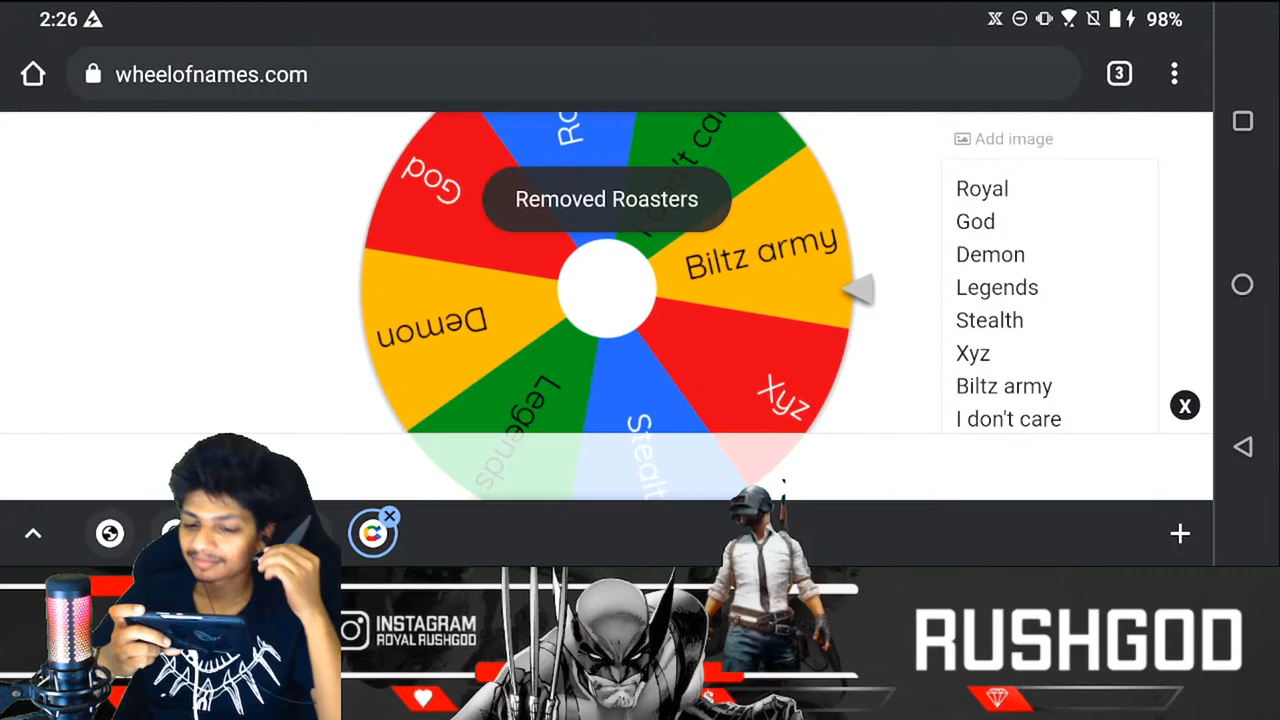 2:26
98%
wheelofnames.com
3
Add image
Royal
God
Demon
Legends
Stealth
Xyz
Biltz army
I don't care
Removed Roasters
God
Biltz army
Demon
Xyz
Legends
X
INSTAGRAM
ROYAL RUSHGOD
RUSHGOD